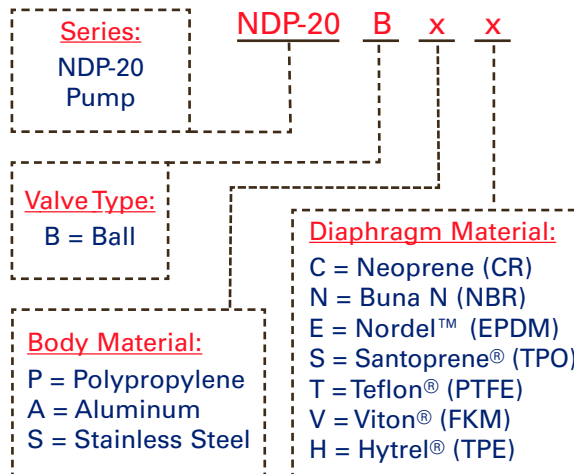 NDP-20 B x x
Series:
NDP-20
Pump
Valve Type:
B = Ball
Body Material:
P = Polypropylene
A = Aluminum
S = Stainless Steel
Diaphragm Material:
C = Neoprene (CR)
N = Buna N (NBR)
E = Nordel™ (EPDM)
S = Santoprene® (TPO)
T = Teflon® (PTFE)
V = Viton® (FKM)
H = Hytrel® (TPE)